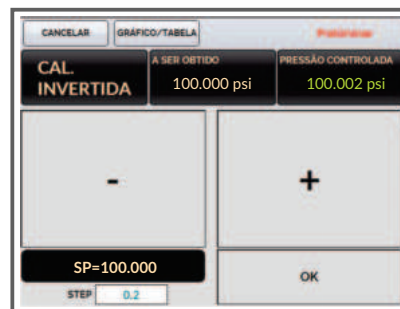 CANCELAR
GRÁFICO/TABELA
CAL.
INVERTIDA
A SER OBTIDO
100.000 psi
PRESSÃO CONTROLADA
100.002 psi
-
+
SP=100.000
STEP 0.2
OK